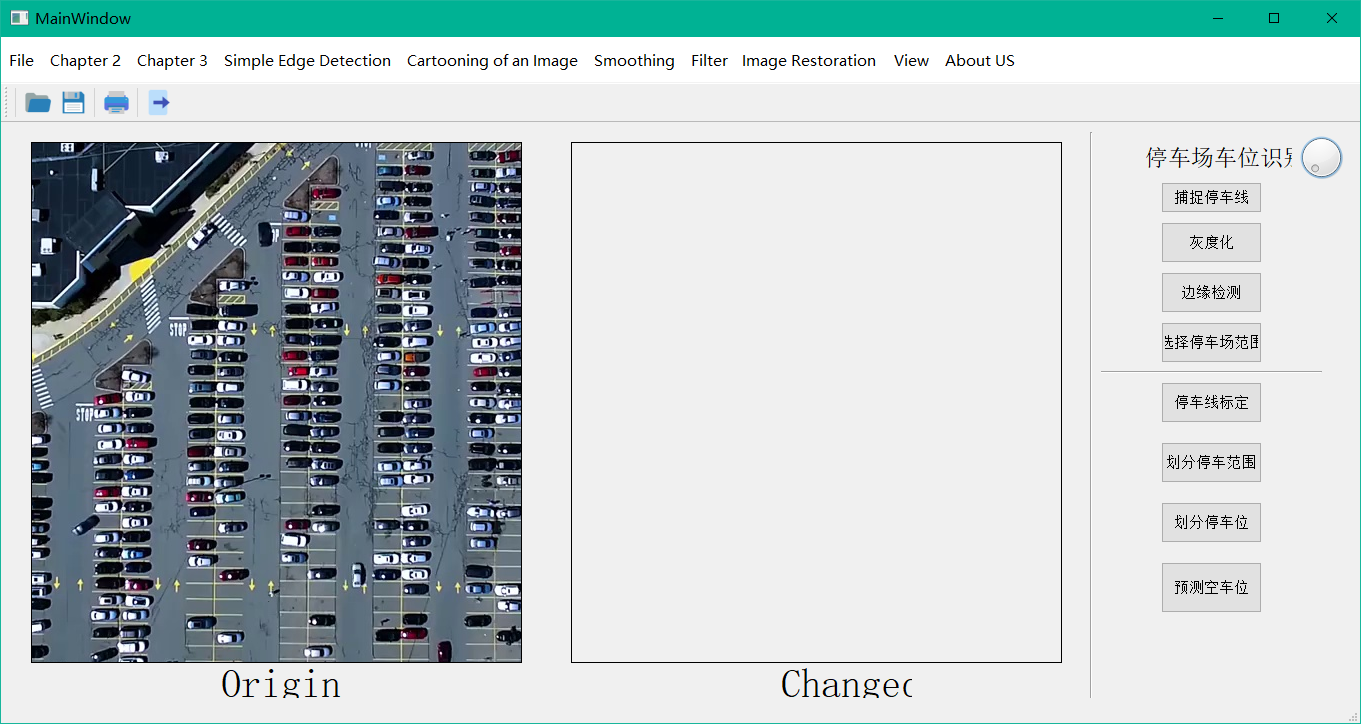 MainWindow
File Chapter 2 Chapter 3 Simple Edge Detection Cartooning of an Image Smoothing Filter Image Restoration View About US
停车场车位识
捕捉停车线
灰度化
边缘检测
选择停车场范围
停车线标定
划分停车范围
划分停车位
预测空车位
STOP
STOP
Origin
Changed